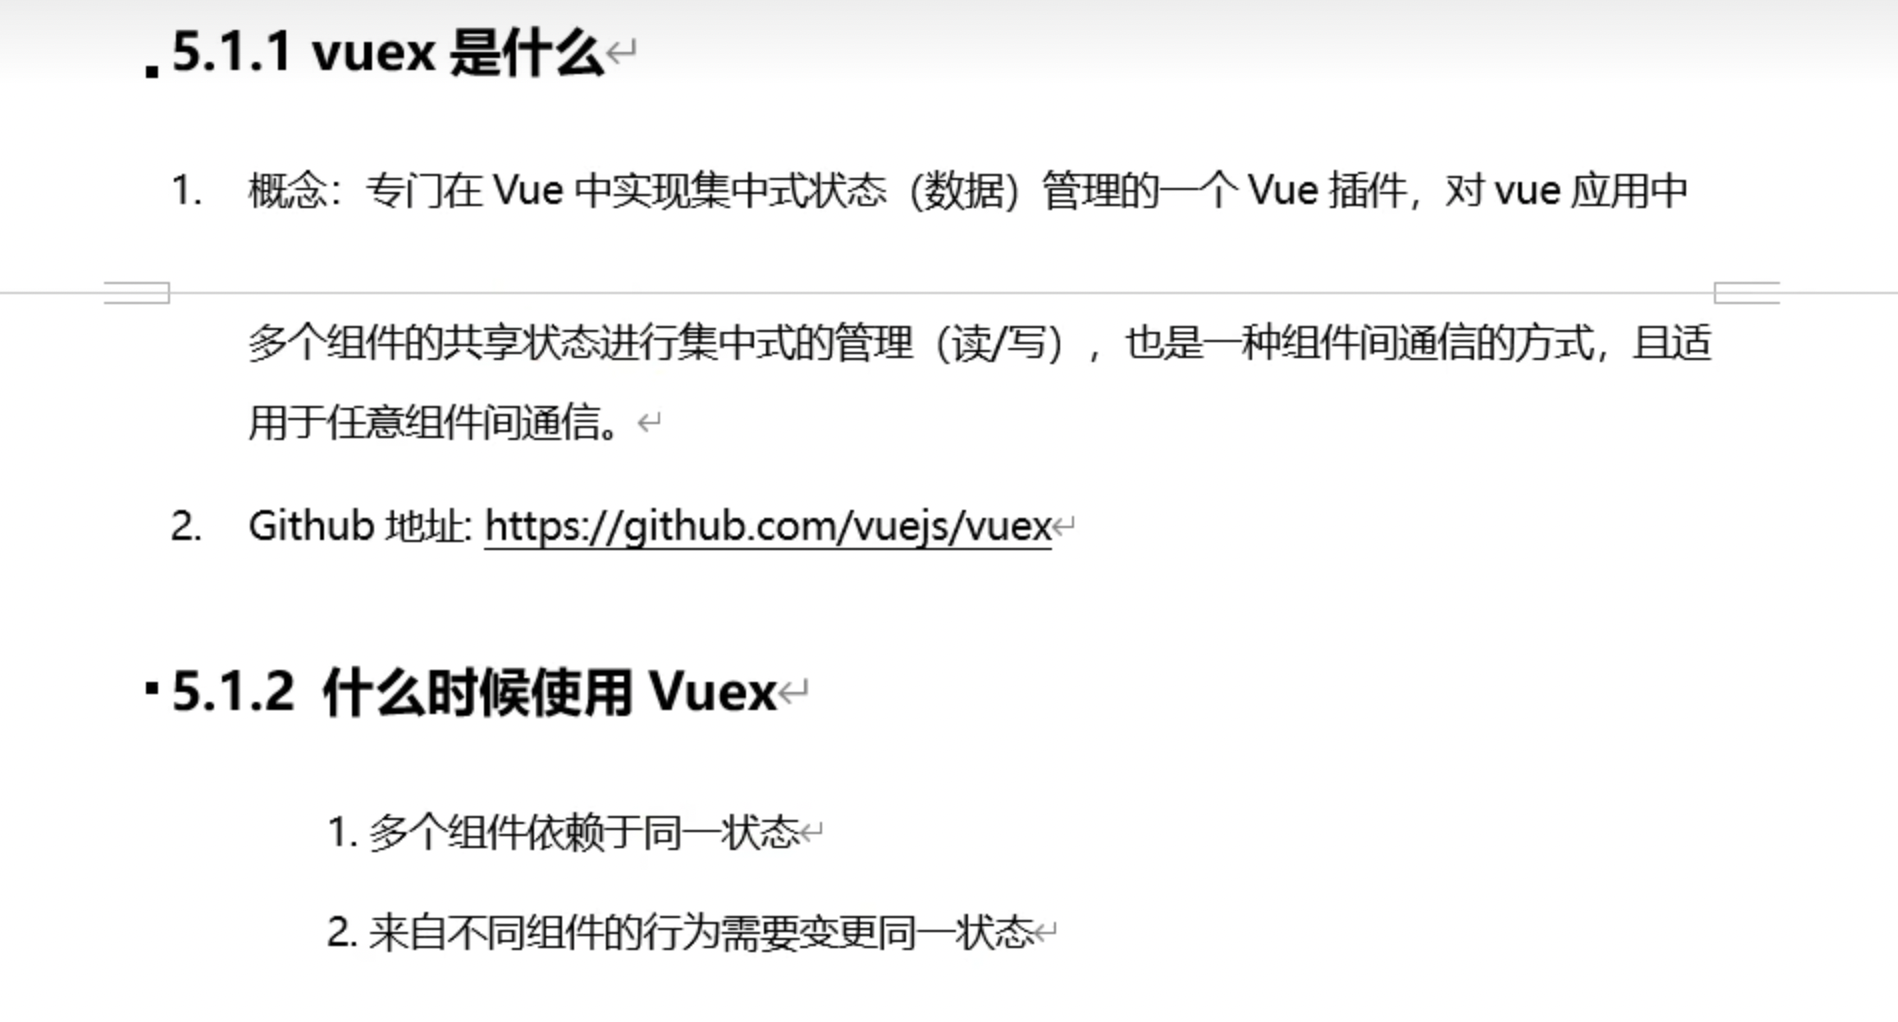 5.1.1 vuex 是什么
1. 概念：专门在 Vue 中实现集中式状态（数据）管理的一个 Vue 插件，对 vue 应用中
多个组件的共享状态进行集中式的管理（读/写），也是一种组件间通信的方式，且适
用于任意组件间通信。
2. Github 地址: https://github.com/vuejs/vuex
5.1.2 什么时候使用 Vuex
1. 多个组件依赖于同一状态
2. 来自不同组件的行为需要变更同一状态